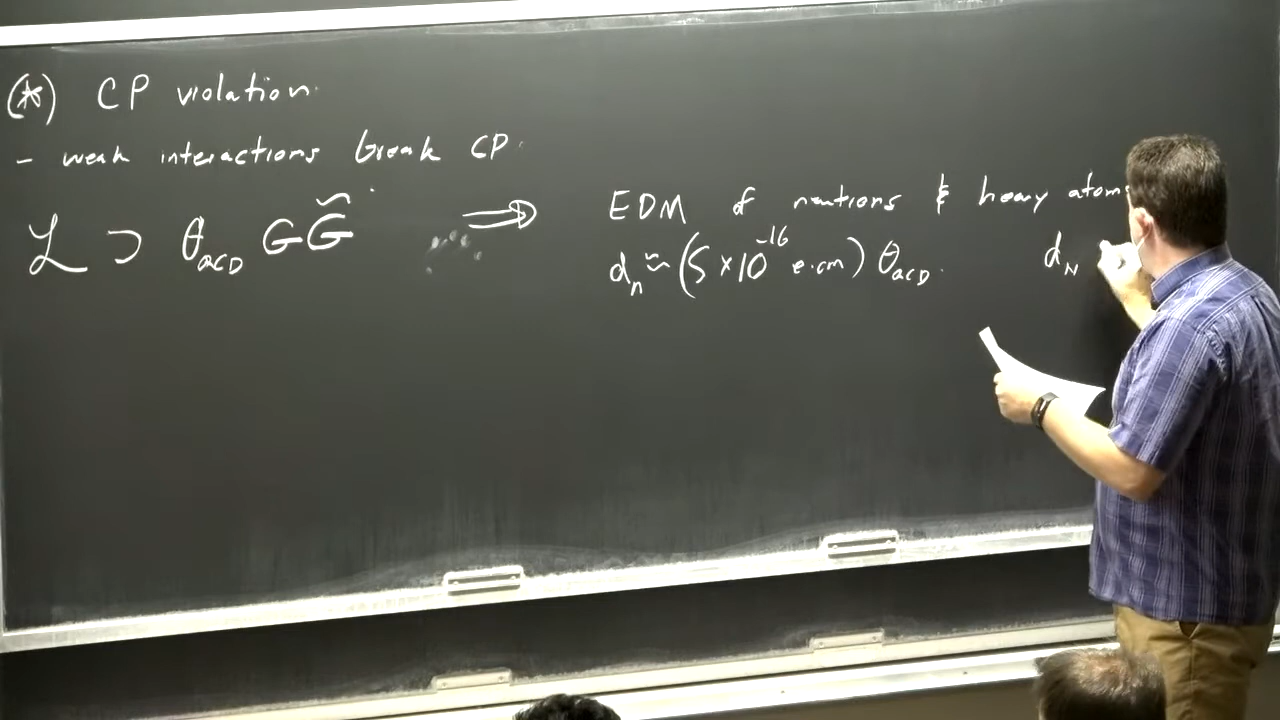 (*) CP violation.
- weak interactions break CP.
ℒ ⊃ θ_QCD G G̃ ⇒ EDM of neutrons & heavy atoms
d_n ≈ (5 × 10^-16 e·cm) θ_QCD. d_N